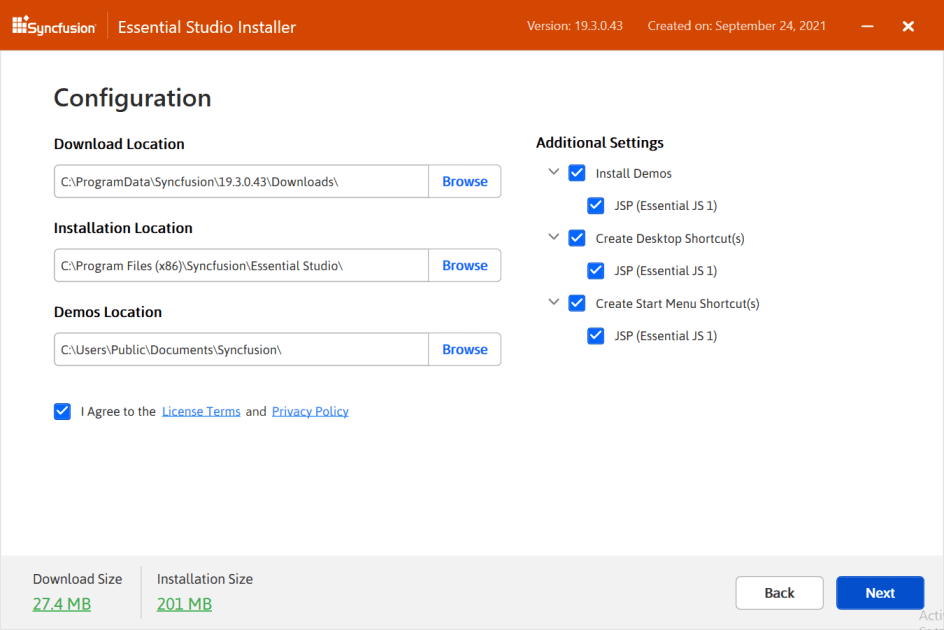 Syncfusion
Essential Studio Installer
Version: 19.3.0.43
Created on: September 24, 2021
Configuration
Download Location
C:\ProgramData\Syncfusion\19.3.0.43\Downloads\
Browse
Installation Location
C:\Program Files (x86)\Syncfusion\Essential Studio\
Browse
Demos Location
C:\Users\Public\Documents\Syncfusion\
Browse
I Agree to the License Terms and Privacy Policy
Additional Settings
Install Demos
JSP (Essential JS 1)
Create Desktop Shortcut(s)
JSP (Essential JS 1)
Create Start Menu Shortcut(s)
JSP (Essential JS 1)
Download Size
27.4 MB
Installation Size
201 MB
Back
Next